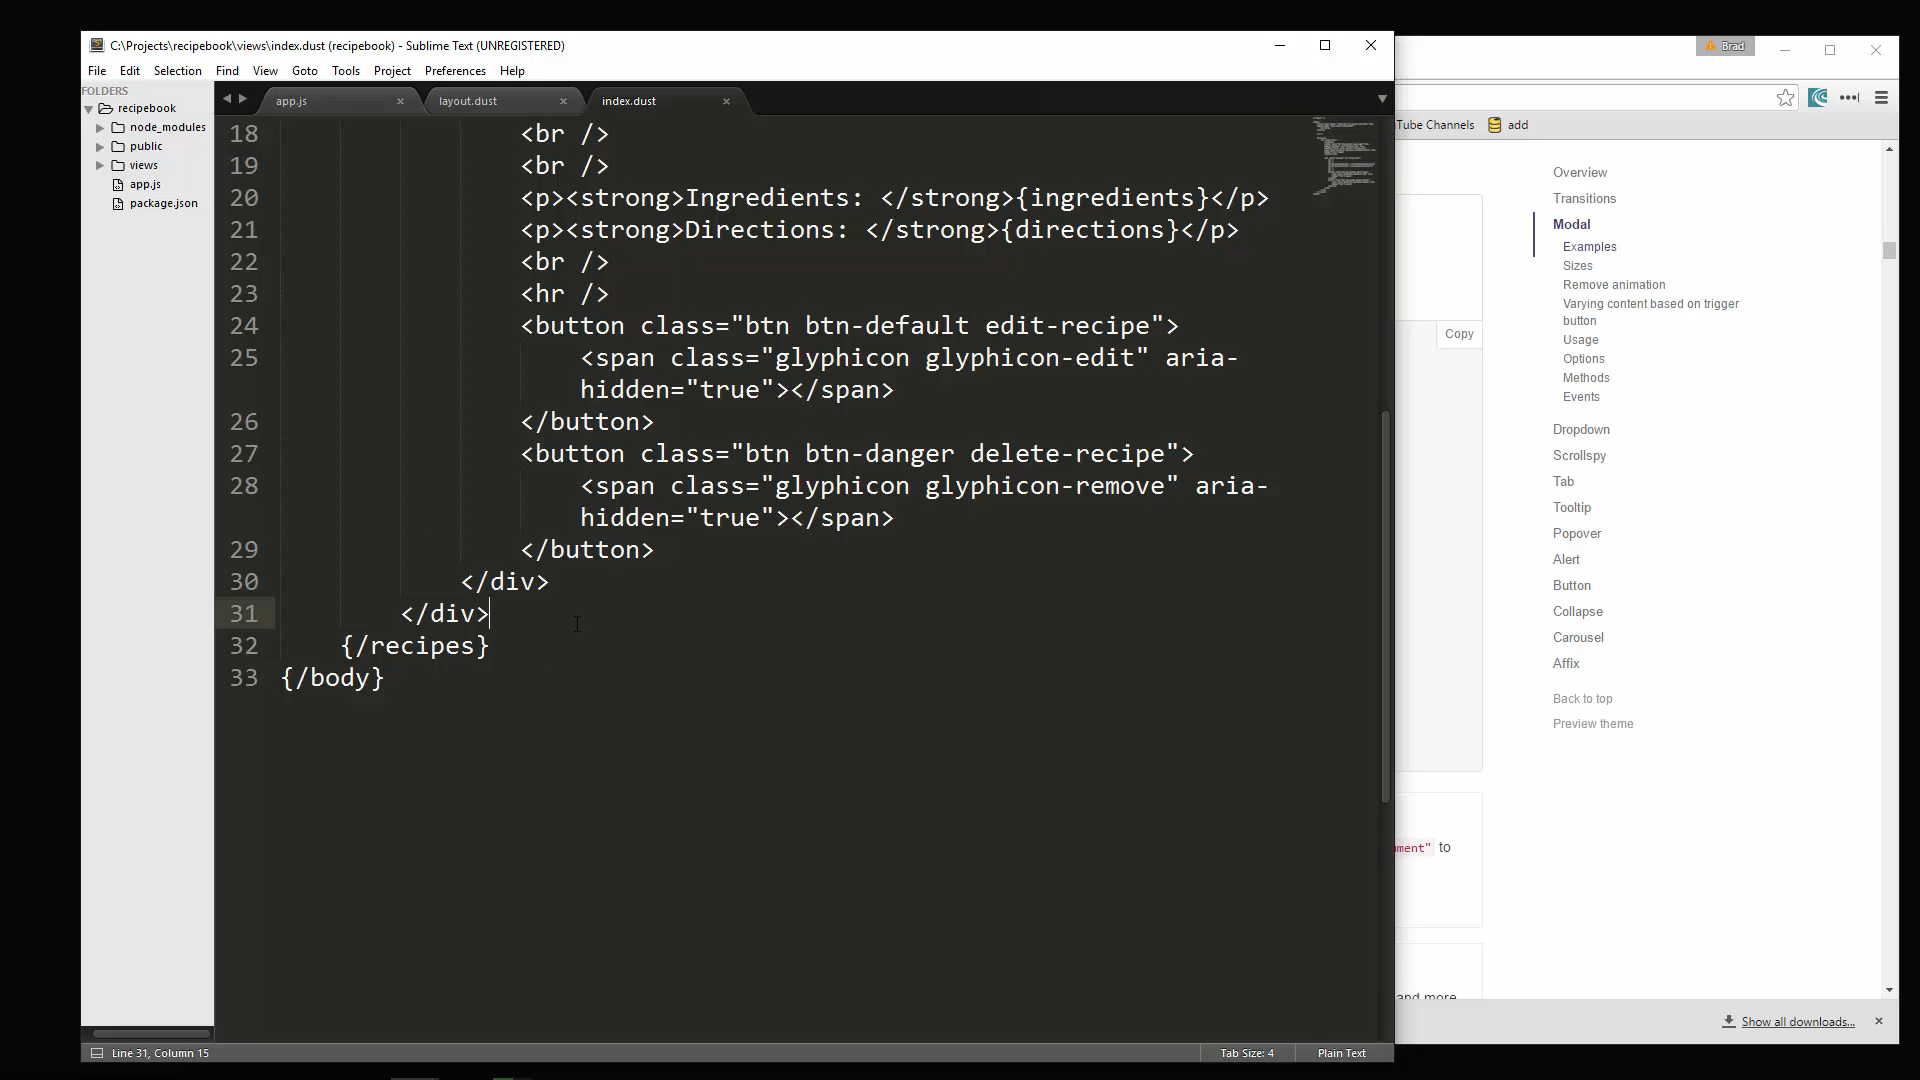 C:\Projects\recipebook\views\index.dust (recipebook) - Sublime Text (UNREGISTERED)
File Edit Selection Find View Goto Tools Project Preferences Help
FOLDERS
recipebook
node_modules
public
views
app.js
package.json
app.js
layout.dust
index.dust
18 <br />
19 <br />
20 <p><strong>Ingredients: </strong>{ingredients}</p>
21 <p><strong>Directions: </strong>{directions}</p>
22 <br />
23 <hr />
24 <button class="btn btn-default edit-recipe">
25 <span class="glyphicon glyphicon-edit" aria-
hidden="true"></span>
26 </button>
27 <button class="btn btn-danger delete-recipe">
28 <span class="glyphicon glyphicon-remove" aria-
hidden="true"></span>
29 </button>
30 </div>
31 </div>
32 {/recipes}
33 {/body}
Line 31, Column 15
Tab Size: 4
Plain Text
Brad
Tube Channels
add
Copy
ment" to
and more
Overview
Transitions
Modal
Examples
Sizes
Remove animation
Varying content based on trigger
button
Usage
Options
Methods
Events
Dropdown
Scrollspy
Tab
Tooltip
Popover
Alert
Button
Collapse
Carousel
Affix
Back to top
Preview theme
Show all downloads...